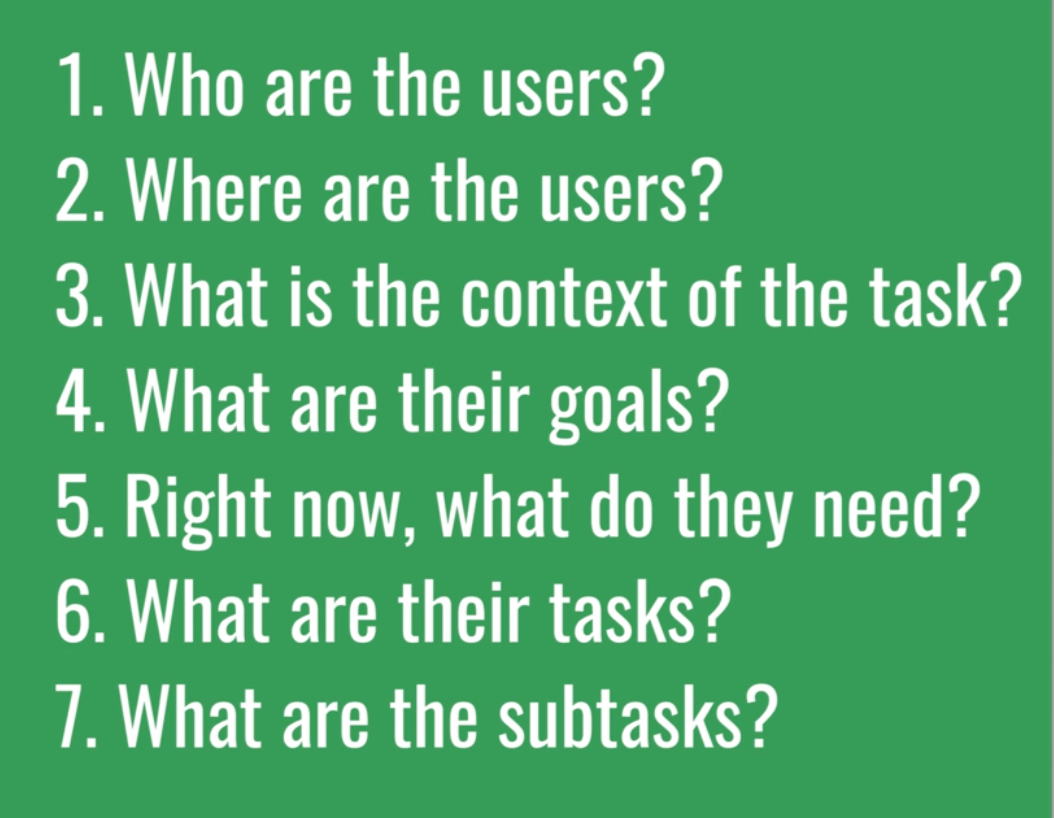 1. Who are the users?
2. Where are the users?
3. What is the context of the task?
4. What are their goals?
5. Right now, what do they need?
6. What are their tasks?
7. What are the subtasks?